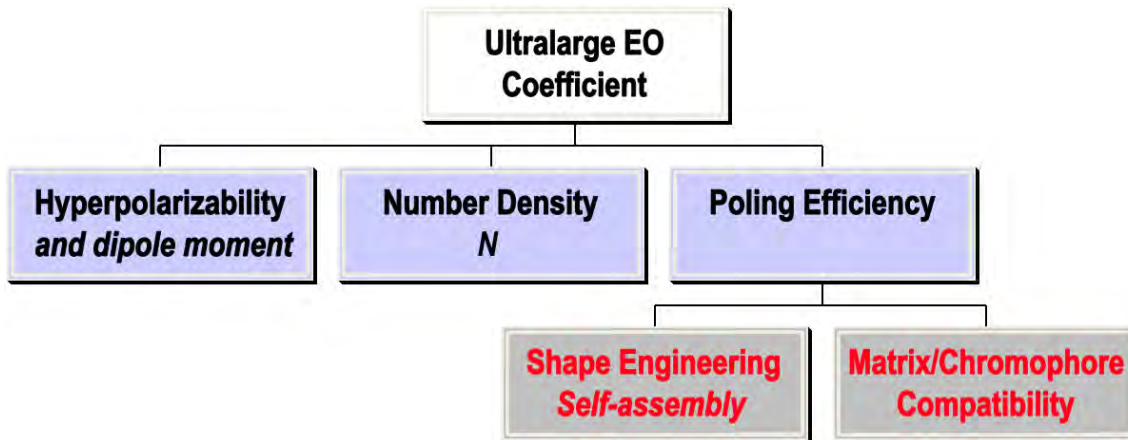 Ultralarge EO
Coefficient
Hyperpolarizability
and dipole moment
Number Density
N
Poling Efficiency
Shape Engineering
Self-assembly
Matrix/Chromophore
Compatibility